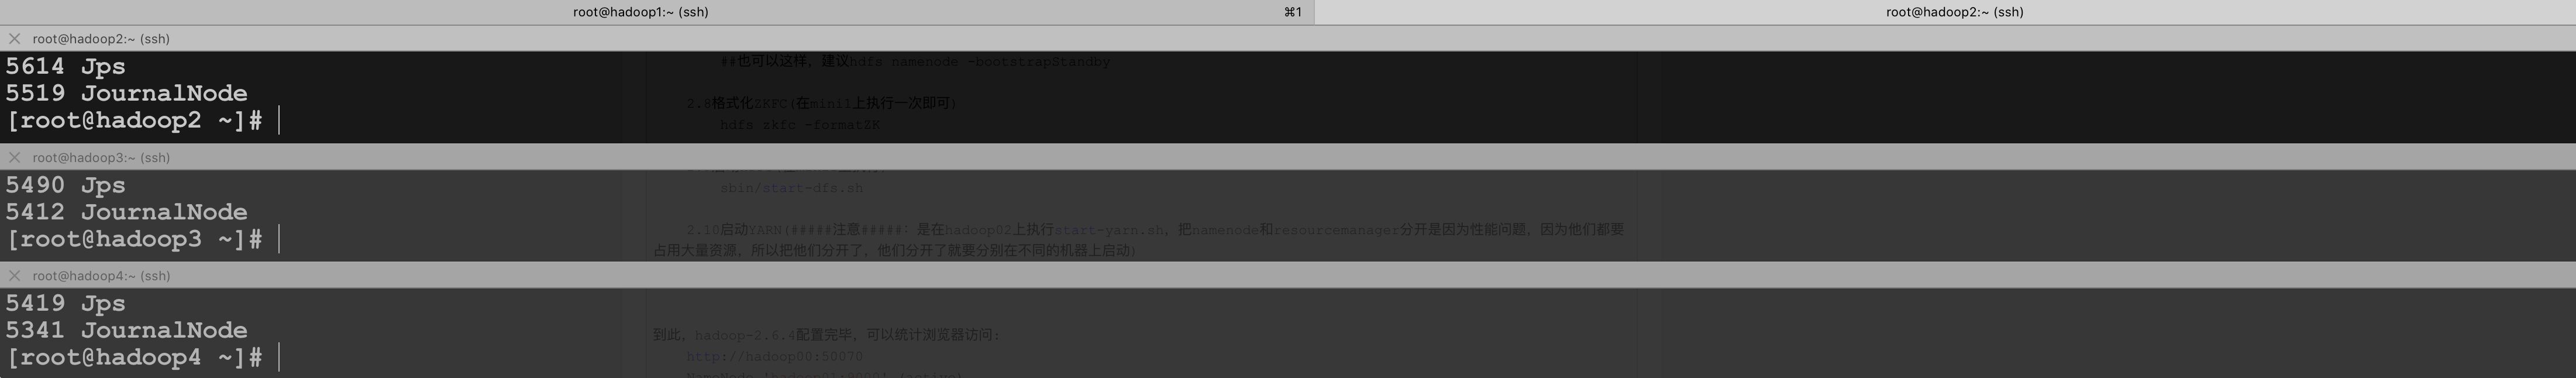 root@hadoop1:~ (ssh) ⌘1 root@hadoop2:~ (ssh)
root@hadoop2:~ (ssh)
5614 Jps
##也可以这样，建议hdfs namenode -bootstrapStandby
5519 JournalNode
2.8格式化ZKFC(在mini1上执行一次即可)
[root@hadoop2 ~]#
hdfs zkfc -formatZK
root@hadoop3:~ (ssh)
5490 Jps
sbin/start-dfs.sh
5412 JournalNode
2.10启动YARN(#####注意#####：是在hadoop02上执行start-yarn.sh，把namenode和resourcemanager分开是因为性能问题，因为他们都要
[root@hadoop3 ~]#
占用大量资源，所以把他们分开了，他们分开了就要分别在不同的机器上启动)
root@hadoop4:~ (ssh)
5419 Jps
5341 JournalNode
到此，hadoop-2.6.4配置完毕，可以统计浏览器访问:
[root@hadoop4 ~]#
http://hadoop00:50070
NameNode 'hadoop01:9000' (active)